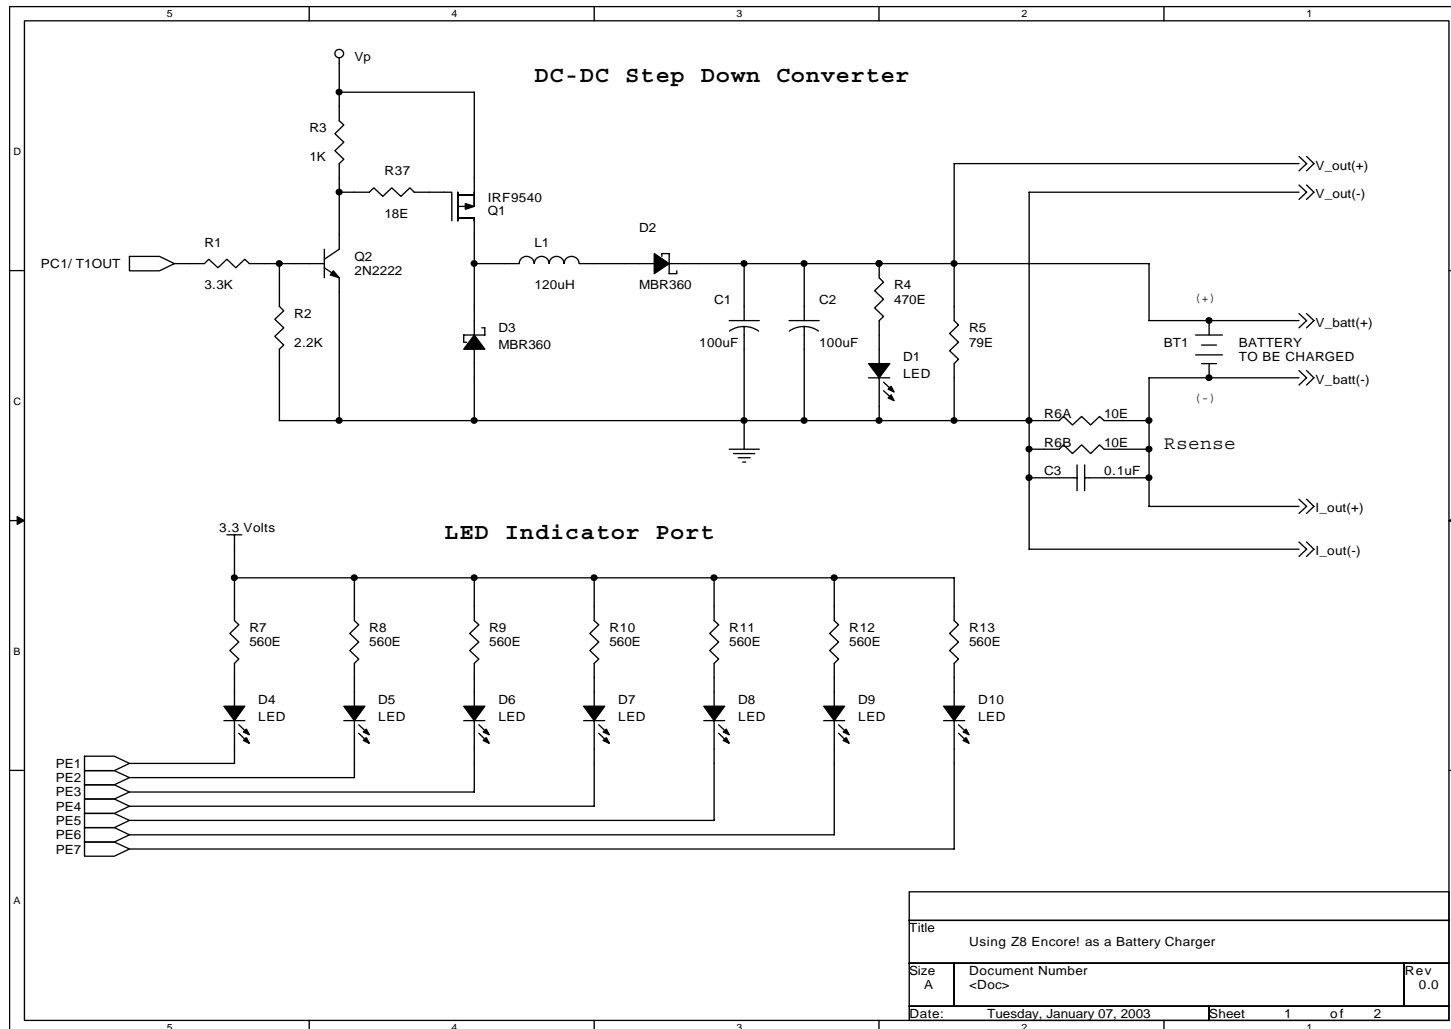 5 4 3 2 1
Vp
DC-DC Step Down Converter
R3
1K
D
R37
18E
IRF9540
Q1
V_out(+)
V_out(-)
PC1/ T1OUT
R1
3.3K
Q2
2N2222
L1
120uH
D2
MBR360
R2
2.2K
D3
MBR360
C1
100uF
C2
100uF
R4
470E
D1
LED
R5
79E
(+)
V_batt(+)
BT1
BATTERY
TO BE CHARGED
V_batt(-)
(-)
C
R6A 10E
R6B 10E
Rsense
C3 0.1uF
I_out(+)
I_out(-)
3.3 Volts
LED Indicator Port
B
R7
560E
R8
560E
R9
560E
R10
560E
R11
560E
R12
560E
R13
560E
D4
LED
D5
LED
D6
LED
D7
LED
D8
LED
D9
LED
D10
LED
PE1
PE2
PE3
PE4
PE5
PE6
PE7
A
Title
Using Z8 Encore! as a Battery Charger
Size
A
Document Number
<Doc>
Rev
0.0
Date: Tuesday, January 07, 2003 Sheet 1 of 2
5 4 3 2 1